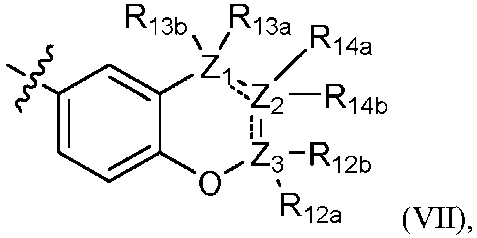 R13b R13a
R14a
Z1
Z2 R14b
Z3 R12b
O
R12a
(VII),